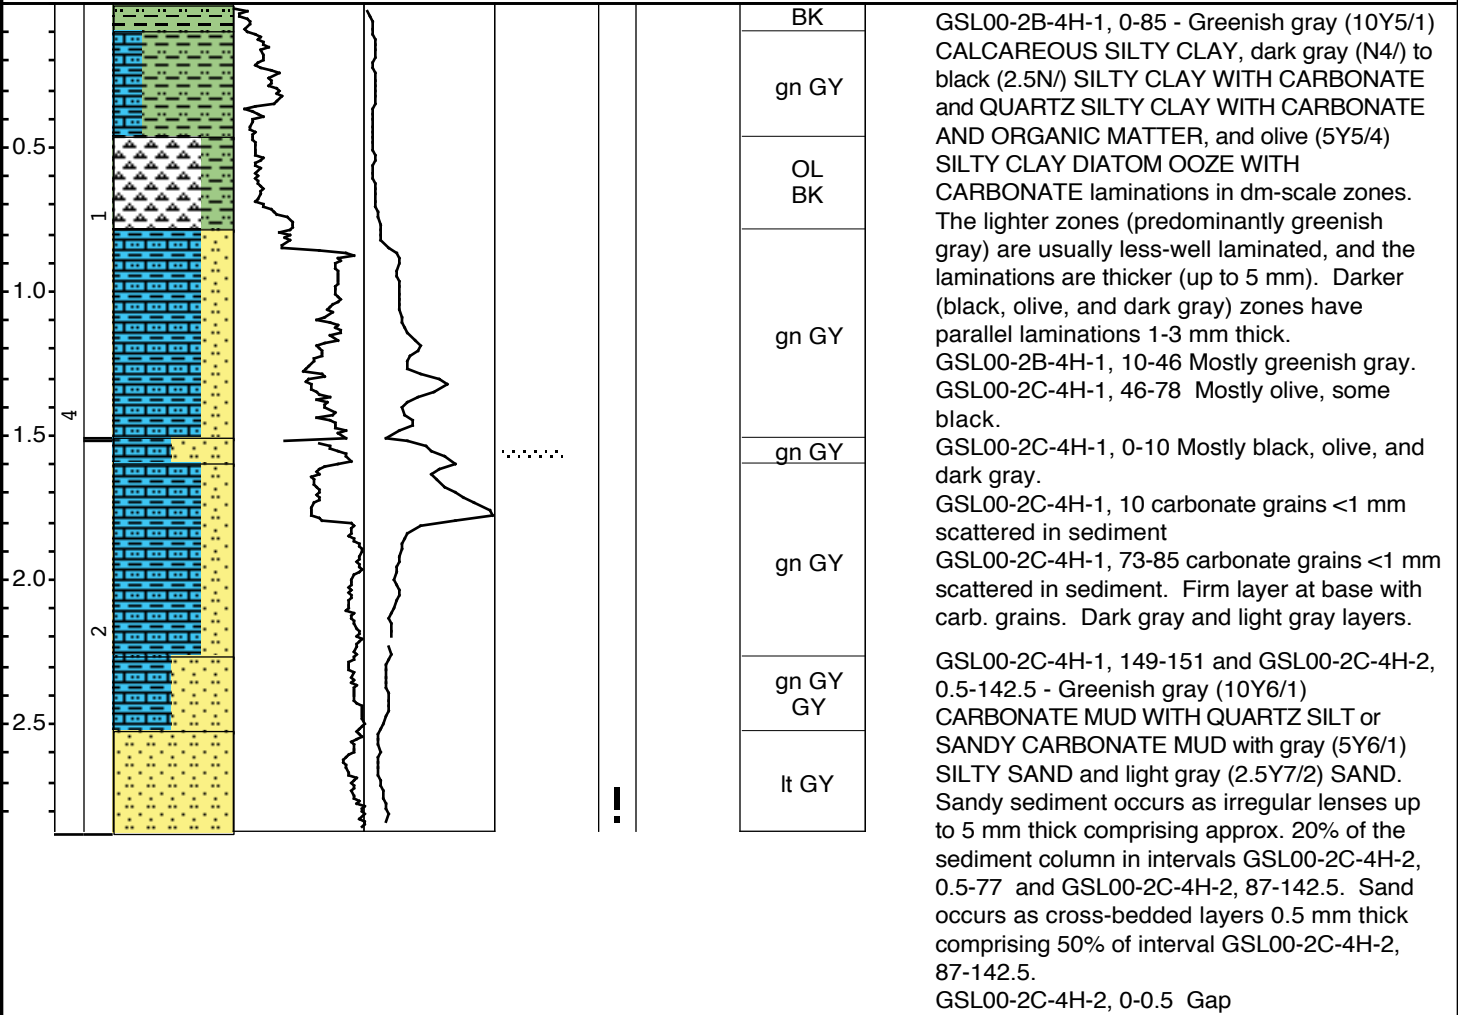 BK
gn GY
0.5
OL
BK
1
1.0
gn GY
4
1.5
gn GY
2.0
gn GY
2
gn GY
GY
2.5
lt GY
!
GSL00-2B-4H-1, 0-85 - Greenish gray (10Y5/1)
CALCAREOUS SILTY CLAY, dark gray (N4/) to
black (2.5N/) SILTY CLAY WITH CARBONATE
and QUARTZ SILTY CLAY WITH CARBONATE
AND ORGANIC MATTER, and olive (5Y5/4)
SILTY CLAY DIATOM OOZE WITH
CARBONATE laminations in dm-scale zones.
The lighter zones (predominantly greenish
gray) are usually less-well laminated, and the
laminations are thicker (up to 5 mm).  Darker
(black, olive, and dark gray) zones have
parallel laminations 1-3 mm thick.
GSL00-2B-4H-1, 10-46 Mostly greenish gray.
GSL00-2C-4H-1, 46-78  Mostly olive, some
black.
GSL00-2C-4H-1, 0-10 Mostly black, olive, and
dark gray.
GSL00-2C-4H-1, 10 carbonate grains <1 mm
scattered in sediment
GSL00-2C-4H-1, 73-85 carbonate grains <1 mm
scattered in sediment.  Firm layer at base with
carb. grains.  Dark gray and light gray layers.
GSL00-2C-4H-1, 149-151 and GSL00-2C-4H-2,
0.5-142.5 - Greenish gray (10Y6/1)
CARBONATE MUD WITH QUARTZ SILT or
SANDY CARBONATE MUD with gray (5Y6/1)
SILTY SAND and light gray (2.5Y7/2) SAND.
Sandy sediment occurs as irregular lenses up
to 5 mm thick comprising approx. 20% of the
sediment column in intervals GSL00-2C-4H-2,
0.5-77  and GSL00-2C-4H-2, 87-142.5.  Sand
occurs as cross-bedded layers 0.5 mm thick
comprising 50% of interval GSL00-2C-4H-2,
87-142.5.
GSL00-2C-4H-2, 0-0.5  Gap